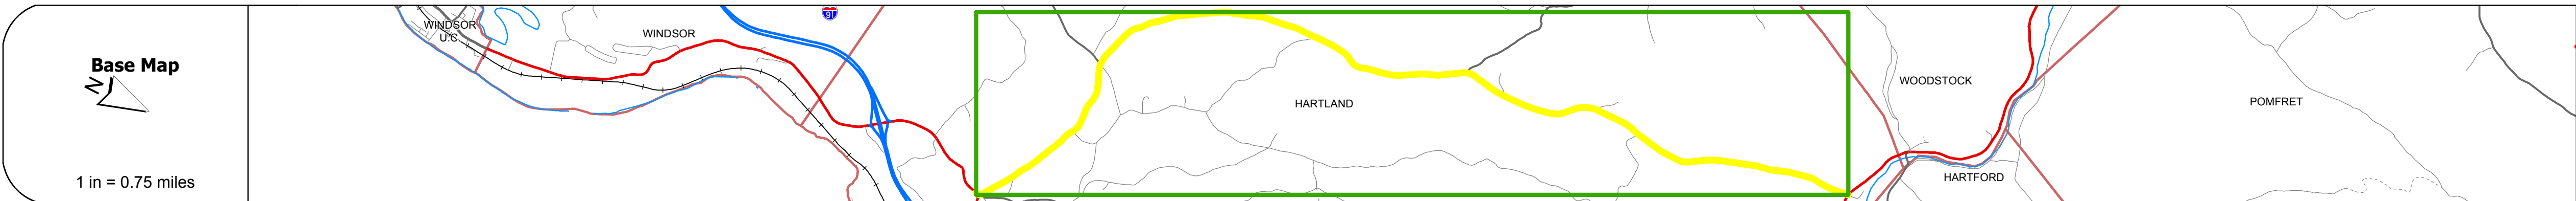 Base Map
N
1 in = 0.75 miles
WINDSOR
U.C
WINDSOR
91
HARTLAND
WOODSTOCK
HARTFORD
POMFRET